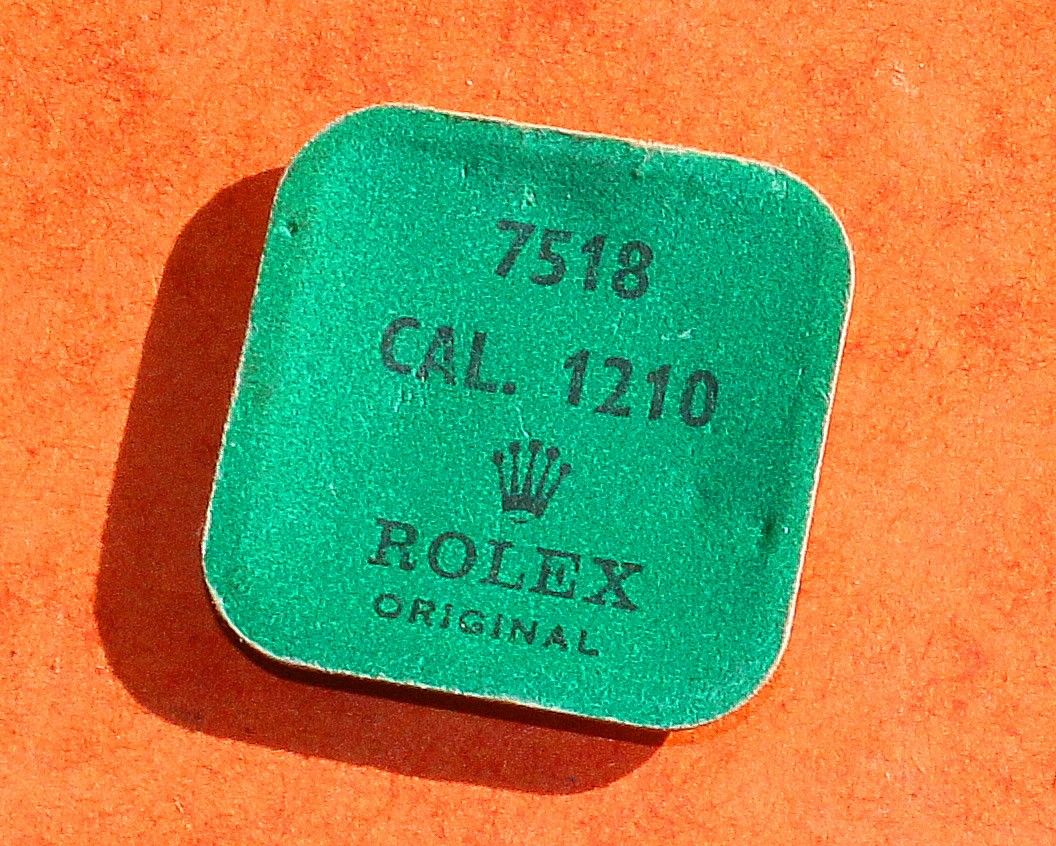 7518
CAL. 1210
ROLEX
ORIGINAL